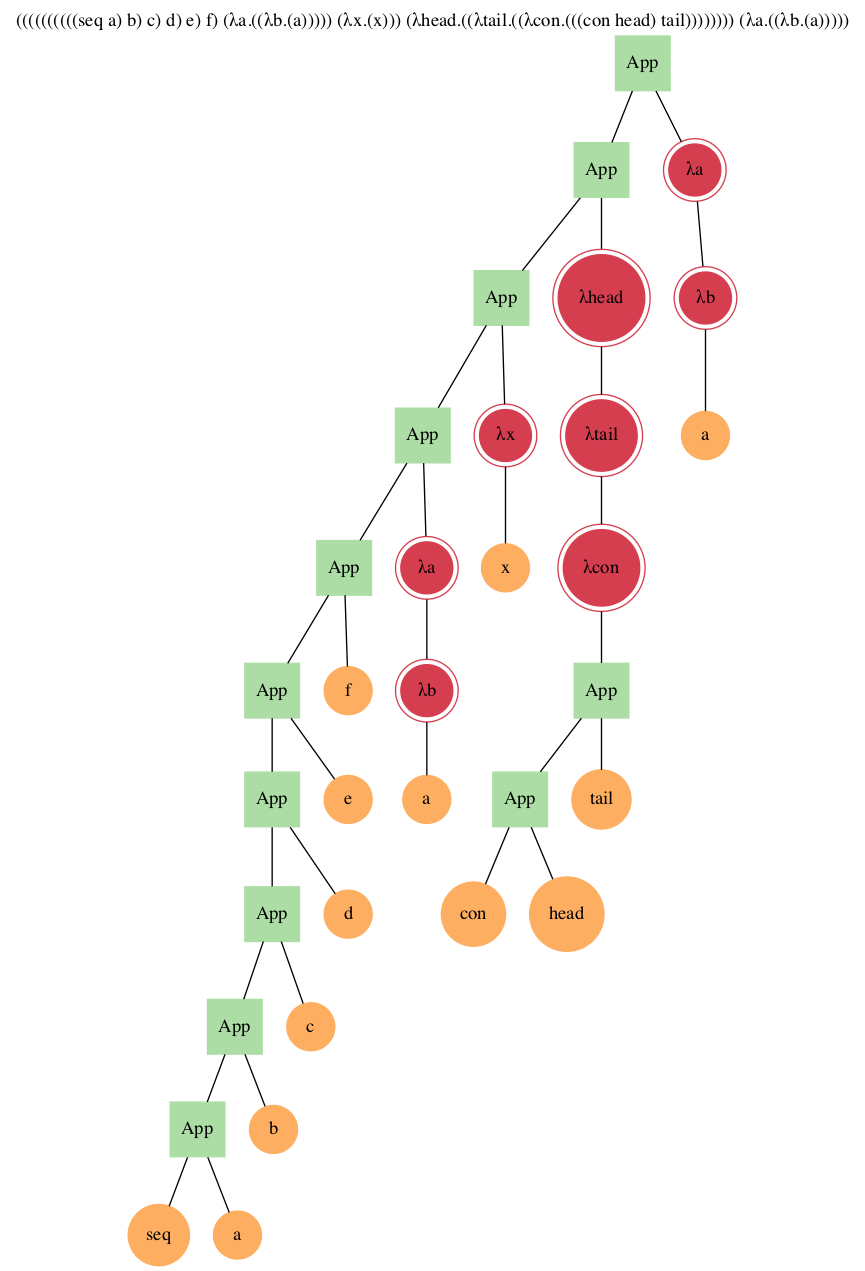 ((((((((((seq a) b) c) d) e) f) (λa.((λb.(a))))) (λx.(x))) (λhead.((λtail.((λcon.(((con head) tail)))))))) (λa.((λb.(a)))))
App
App λa
App λhead λb
App λx λtail a
App λa x λcon
App f λb App
App e a App tail
App d con head
App c
App b
seq a